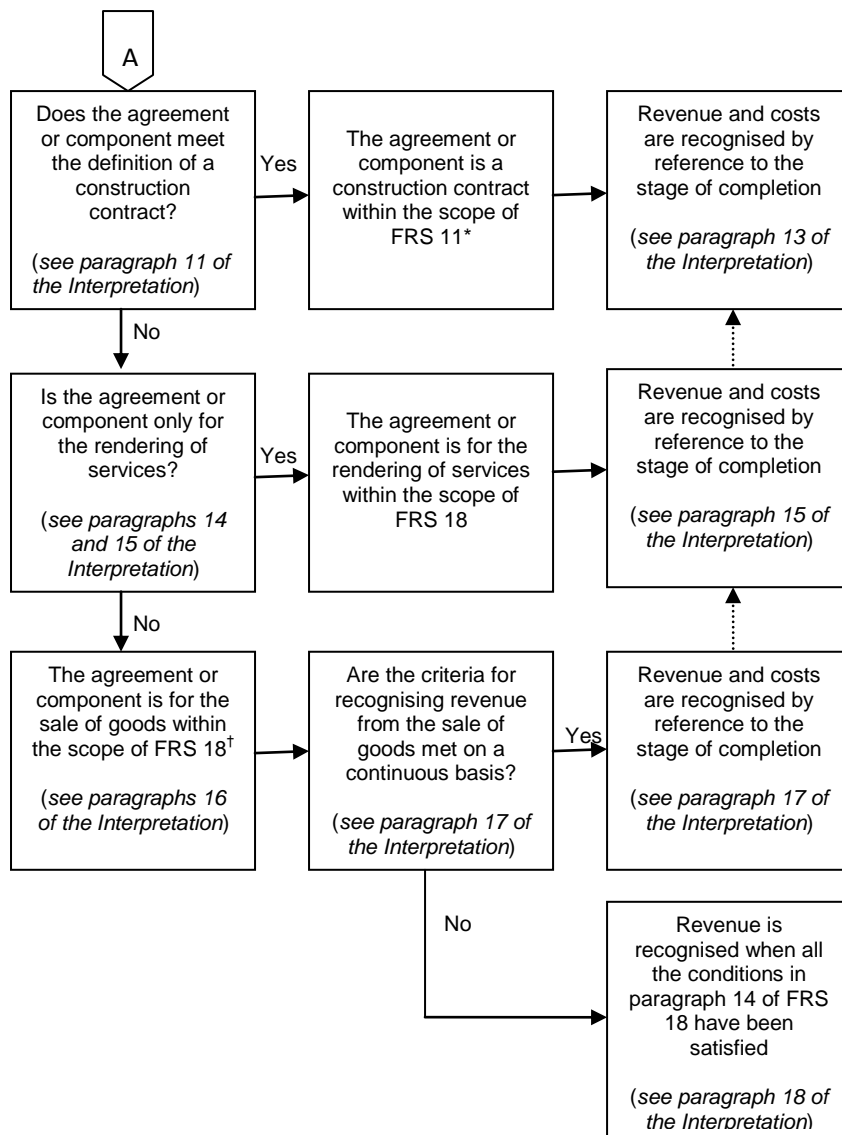 A
Does the agreement
or component meet
the definition of a
construction
contract?
(see paragraph 11 of
the Interpretation)
Yes
The agreement or
component is a
construction contract
within the scope of
FRS 11*
Revenue and costs
are recognised by
reference to the
stage of completion
(see paragraph 13 of
the Interpretation)
No
Is the agreement or
component only for
the rendering of
services?
(see paragraphs 14
and 15 of the
Interpretation)
Yes
The agreement or
component is for the
rendering of services
within the scope of
FRS 18
Revenue and costs
are recognised by
reference to the
stage of completion
(see paragraph 15 of
the Interpretation)
No
The agreement or
component is for the
sale of goods within
the scope of FRS 18†
(see paragraphs 16
of the Interpretation)
Are the criteria for
recognising revenue
from the sale of
goods met on a
continuous basis?
(see paragraph 17 of
the Interpretation)
Yes
Revenue and costs
are recognised by
reference to the
stage of completion
(see paragraph 17 of
the Interpretation)
No
Revenue is
recognised when all
the conditions in
paragraph 14 of FRS
18 have been
satisfied
(see paragraph 18 of
the Interpretation)